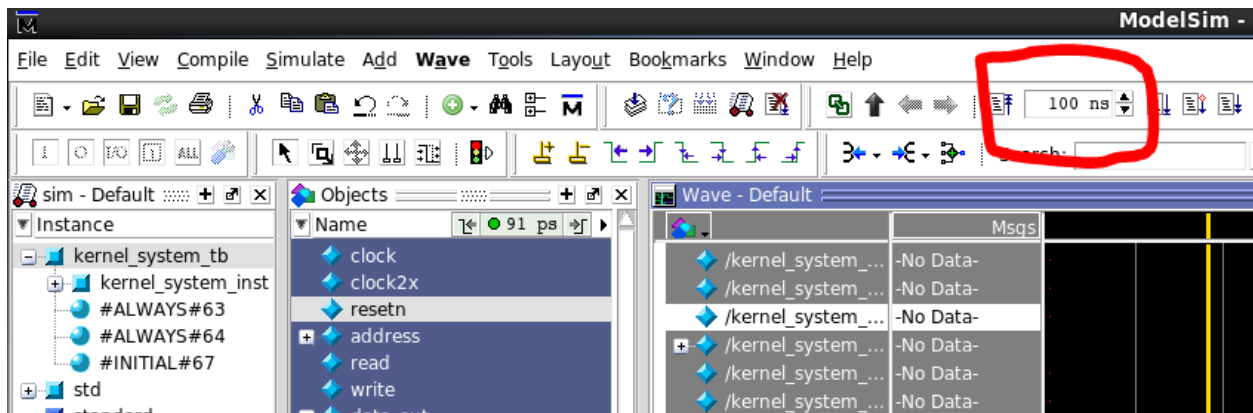 ModelSim -
File Edit View Compile Simulate Add Wave Tools Layout Bookmarks Window Help
100 ns
I/O ALL
sim - Default
Objects
Wave - Default
Instance
Name
91 ps
Msgs
kernel_system_tb
clock
/kernel_system_... -No Data-
kernel_system_inst
clock2x
/kernel_system_... -No Data-
#ALWAYS#63
resetn
/kernel_system_... -No Data-
#ALWAYS#64
address
/kernel_system_... -No Data-
#INITIAL#67
read
/kernel_system_... -No Data-
std
write
/kernel_system_... -No Data-